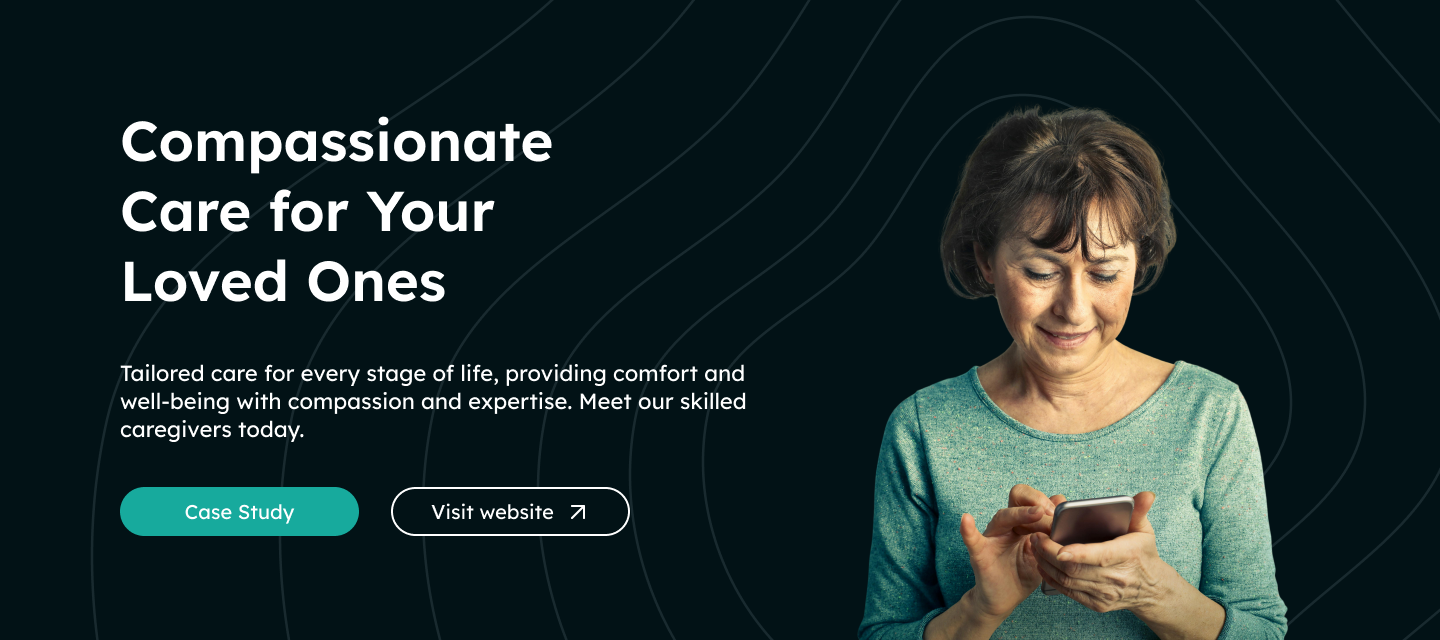 Compassionate
Care for Your
Loved Ones
Tailored care for every stage of life, providing comfort and
well-being with compassion and expertise. Meet our skilled
caregivers today.
Case Study
Visit website